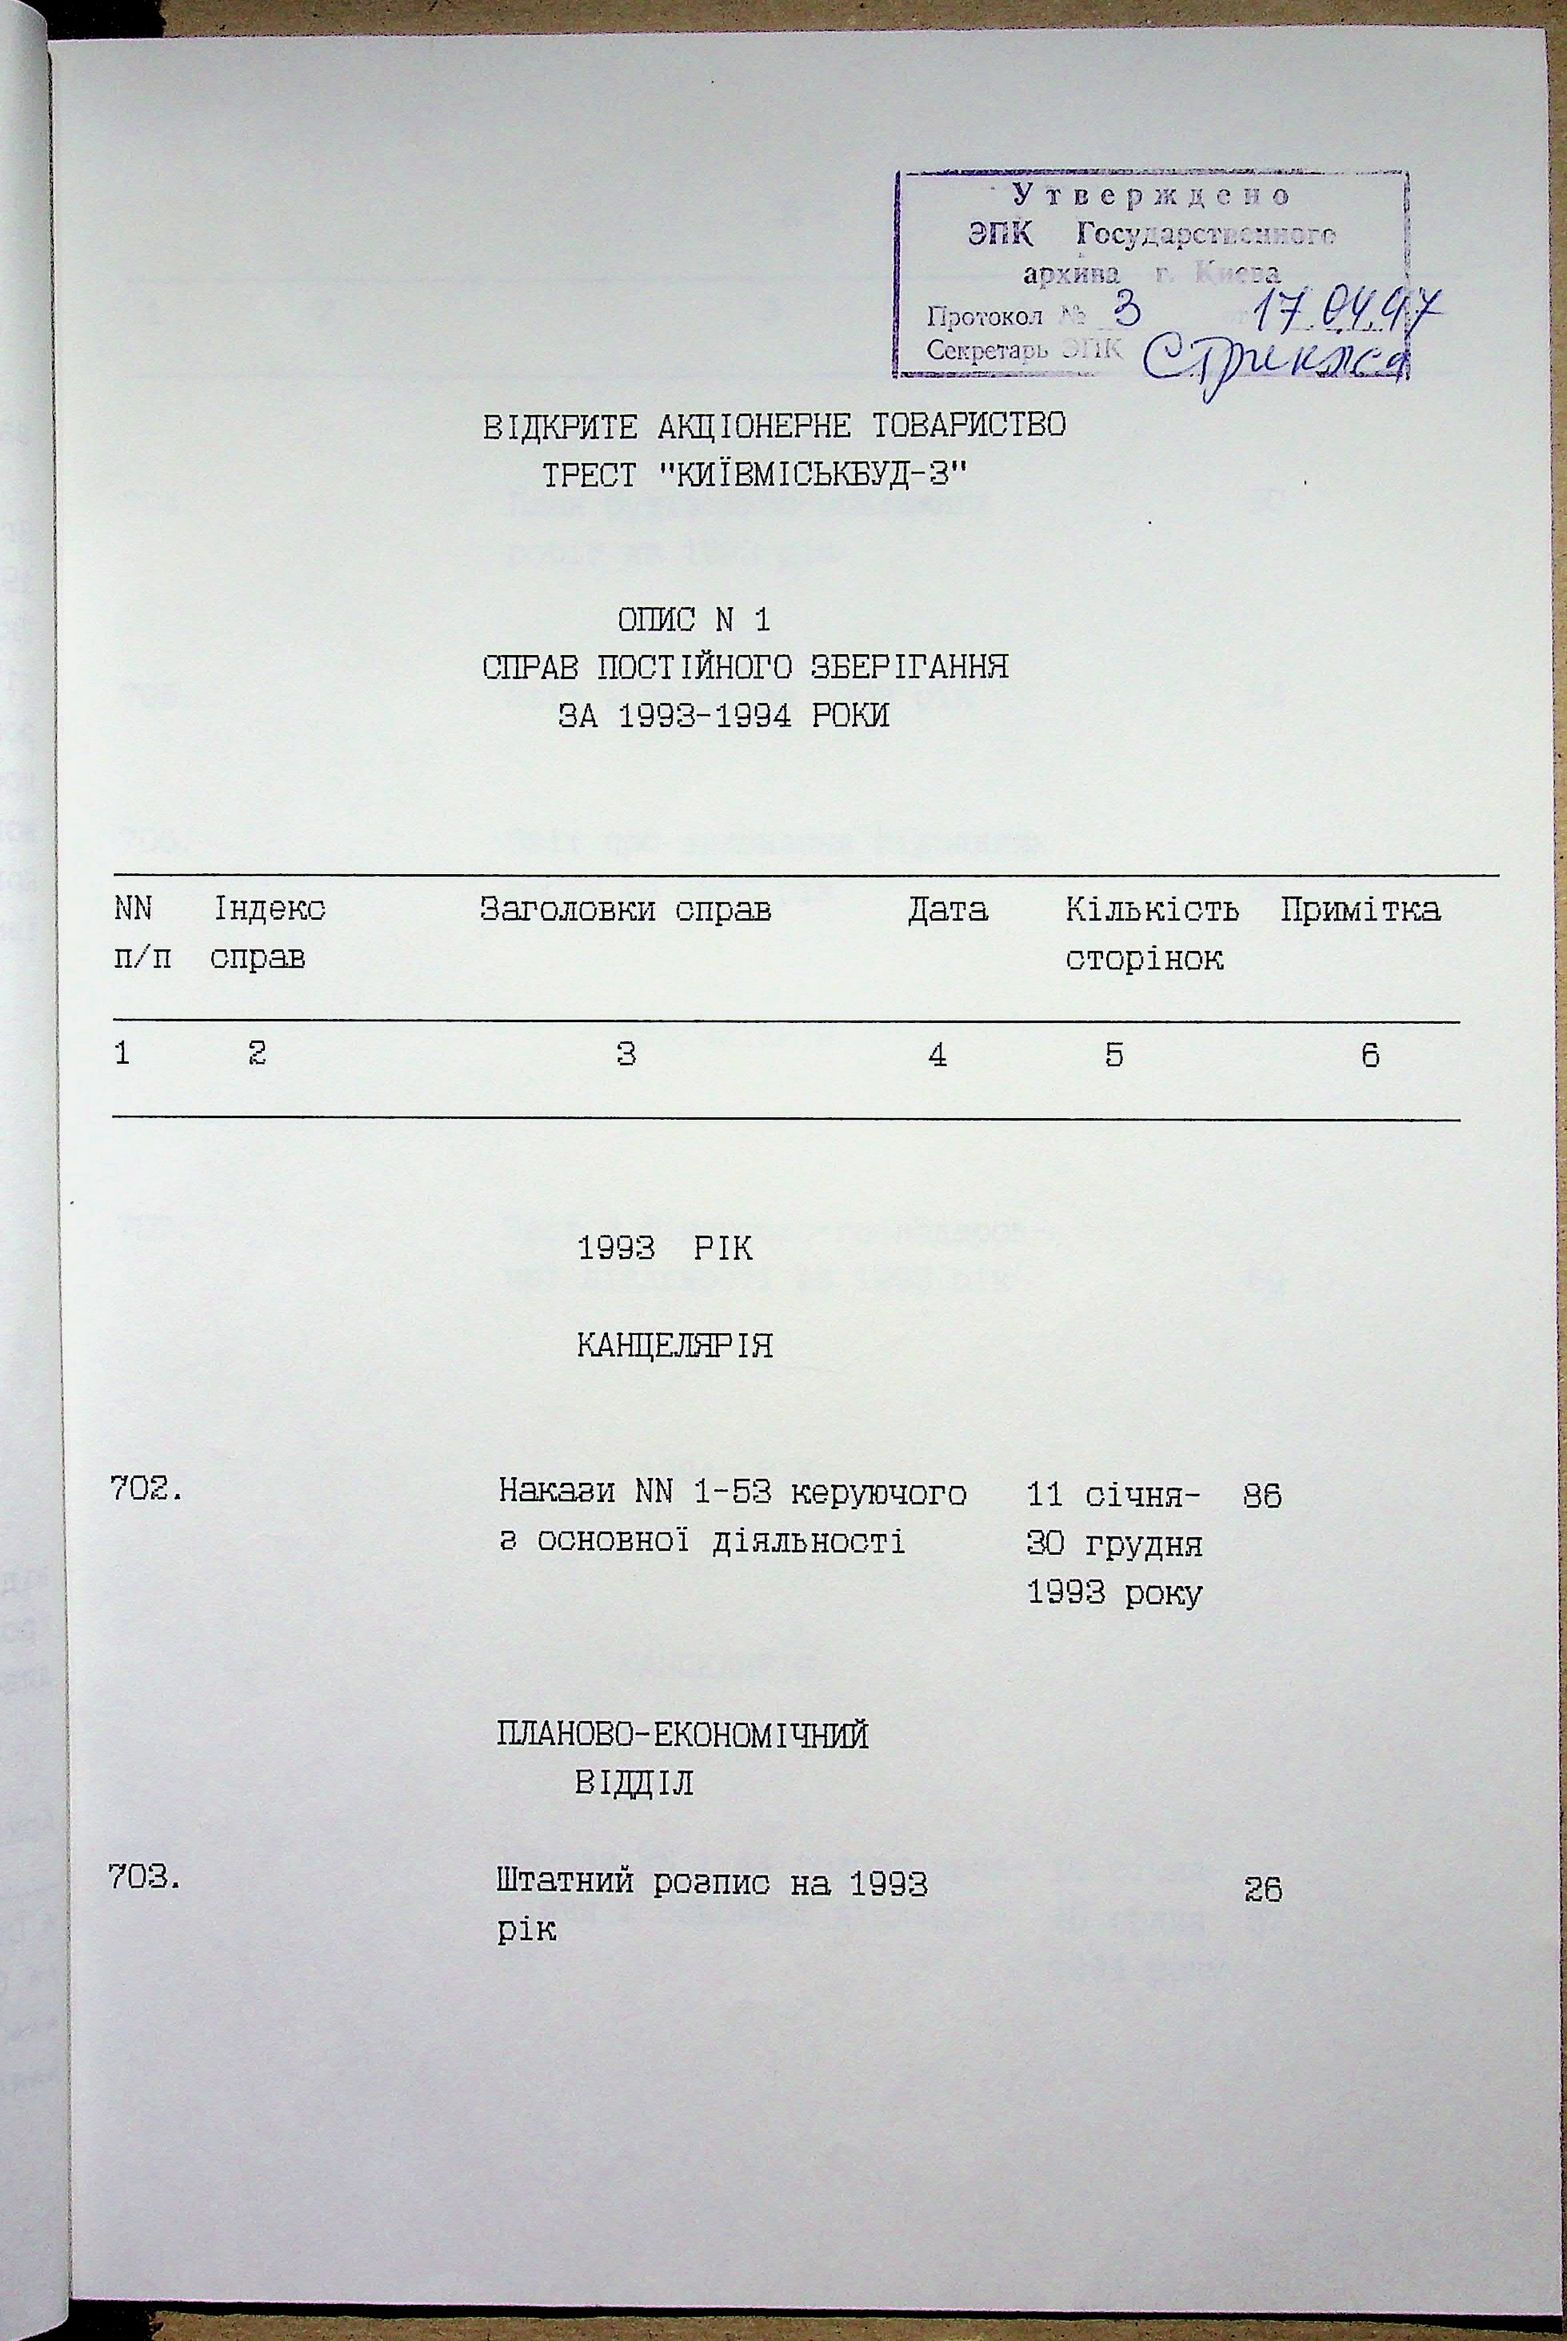 Утверждено
ЭПК Государственного
архива г. Киева
Протокол № 3 от 17.04.97
Секретарь ЭПК
ВІДКРИТЕ АКЦІОНЕРНЕ ТОВАРИСТВО
ТРЕСТ "КИЇВМІСЬКБУД-3"
ОПИС N 1
СПРАВ ПОСТІЙНОГО ЗБЕРІГАННЯ
ЗА 1993-1994 РОКИ
NN Індекс Заголовки справ Дата Кількість Примітка
п/п справ сторінок
1 2 3 4 5 6
1993 РІК
КАНЦЕЛЯРІЯ
702. Накази NN 1-53 керуючого 11 січня- 86
з основної діяльності 30 грудня
1993 року
ПЛАНОВО-ЕКОНОМІЧНИЙ
ВІДДІЛ
703. Штатний розпис на 1993 26
рік